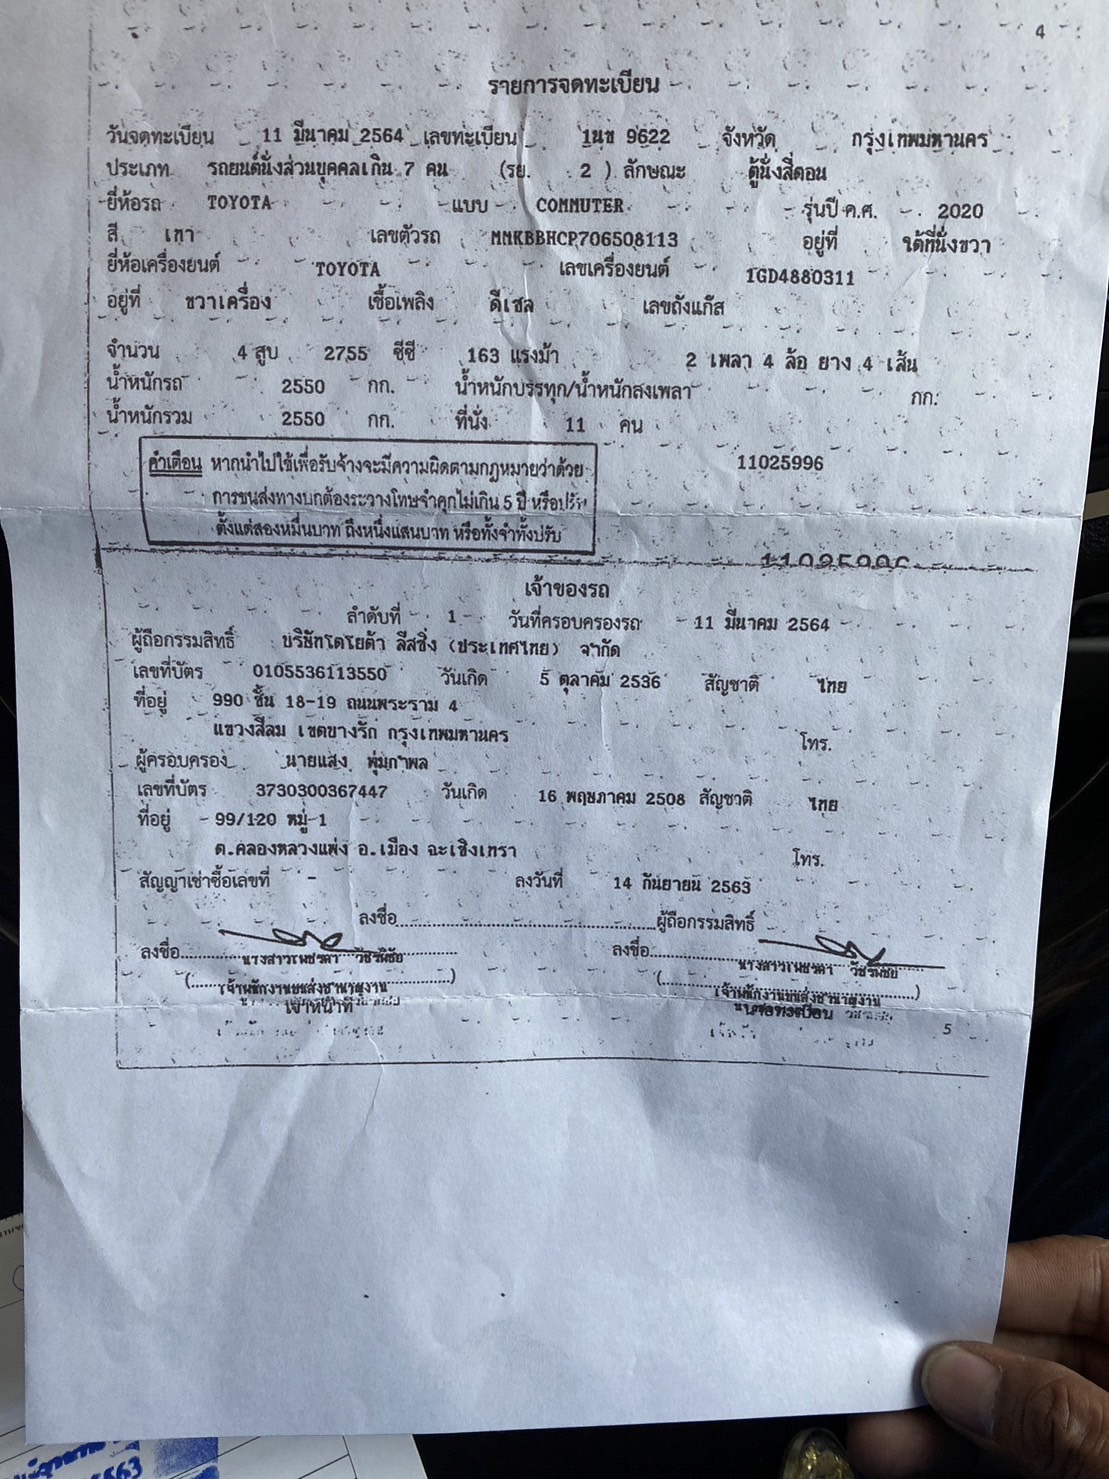 4
รายการจดทะเบียน
วันจดทะเบียน 11 มีนาคม 2564 เลขทะเบียน 1นข 9622 จังหวัด กรุงเทพมหานคร
ประเภท รถยนต์นั่งส่วนบุคคลเกิน 7 คน (รย. 2 ) ลักษณะ ตู้นั่งสี่ตอน
ยี่ห้อรถ TOYOTA แบบ COMMUTER รุ่นปี ค.ศ. 2020
สี เทา เลขตัวรถ MNKBBHCP706508113 อยู่ที่ ใต้ที่นั่งขวา
ยี่ห้อเครื่องยนต์ TOYOTA เลขเครื่องยนต์ 1GD4880311
อยู่ที่ ขวาเครื่อง เชื้อเพลิง ดีเซล เลขถังแก๊ส
จำนวน 4 สูบ 2755 ซีซี 163 แรงม้า 2 เพลา 4 ล้อ ยาง 4 เส้น
น้ำหนักรถ 2550 กก. น้ำหนักบรรทุก/น้ำหนักลงเพลา กก.
น้ำหนักรวม 2550 กก. ที่นั่ง 11 คน
คำเตือน หากนำไปใช้เพื่อรับจ้างจะมีความผิดตามกฎหมายว่าด้วย
การขนส่งทางบกต้องระวางโทษจำคุกไม่เกิน 5 ปี หรือปรับ
ตั้งแต่สองหมื่นบาท ถึงหนึ่งแสนบาท หรือทั้งจำทั้งปรับ
11025996
11025996
เจ้าของรถ
ลำดับที่ 1 วันที่ครอบครองรถ 11 มีนาคม 2564
ผู้ถือกรรมสิทธิ์ บริษัทโตโยต้า ลีสซิ่ง (ประเทศไทย) จำกัด
เลขที่บัตร 0105536113550 วันเกิด 5 ตุลาคม 2536 สัญชาติ ไทย
ที่อยู่ 990 ชั้น 18-19 ถนนพระราม 4
แขวงสีลม เขตบางรัก กรุงเทพมหานคร โทร.
ผู้ครอบครอง นายแสง พุ่มกำพล
เลขที่บัตร 3730300367447 วันเกิด 16 พฤษภาคม 2508 สัญชาติ ไทย
ที่อยู่ 99/120 หมู่ 1
ต.คลองหลวงแพ่ง อ.เมือง ฉะเชิงเทรา โทร.
สัญญาเช่าซื้อเลขที่ - ลงวันที่ 14 กันยายน 2563
ลงชื่อ ผู้ถือกรรมสิทธิ์
ลงชื่อ ลงชื่อ
เจ้าพนักงานขนส่งชำนาญงาน เจ้าพนักงานขนส่งชำนาญงาน
เจ้าหน้าที่ นายทะเบียน
5